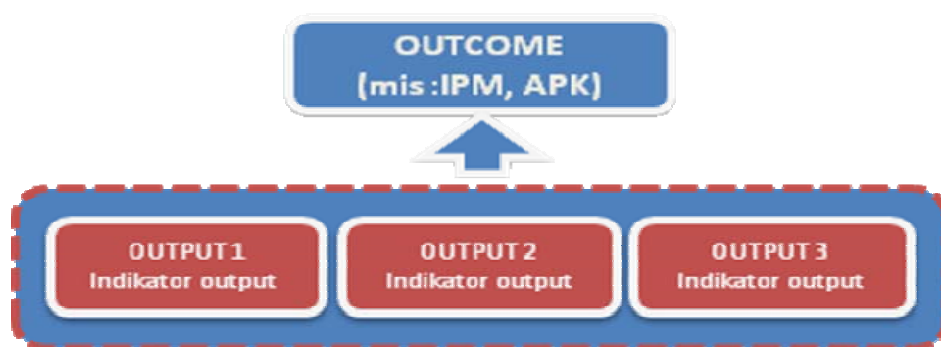 OUTCOME
(mis:IPM, APK)
OUTPUT1
Indikator output
OUTPUT2
Indikator output
OUTPUT3
Indikator output